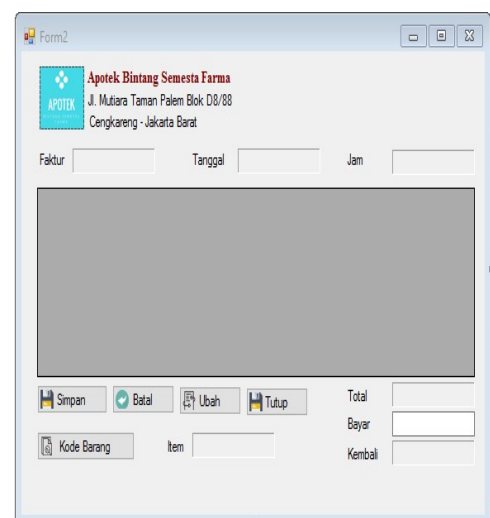 Form2
Apotek Bintang Semesta Farma
APOTEK
Jl. Mutiara Taman Palem Blok D8/88
Cengkareng - Jakarta Barat
Faktur Tanggal Jam
Simpan Batal Ubah Tutup Total
Bayar
Kode Barang Item
Kembali